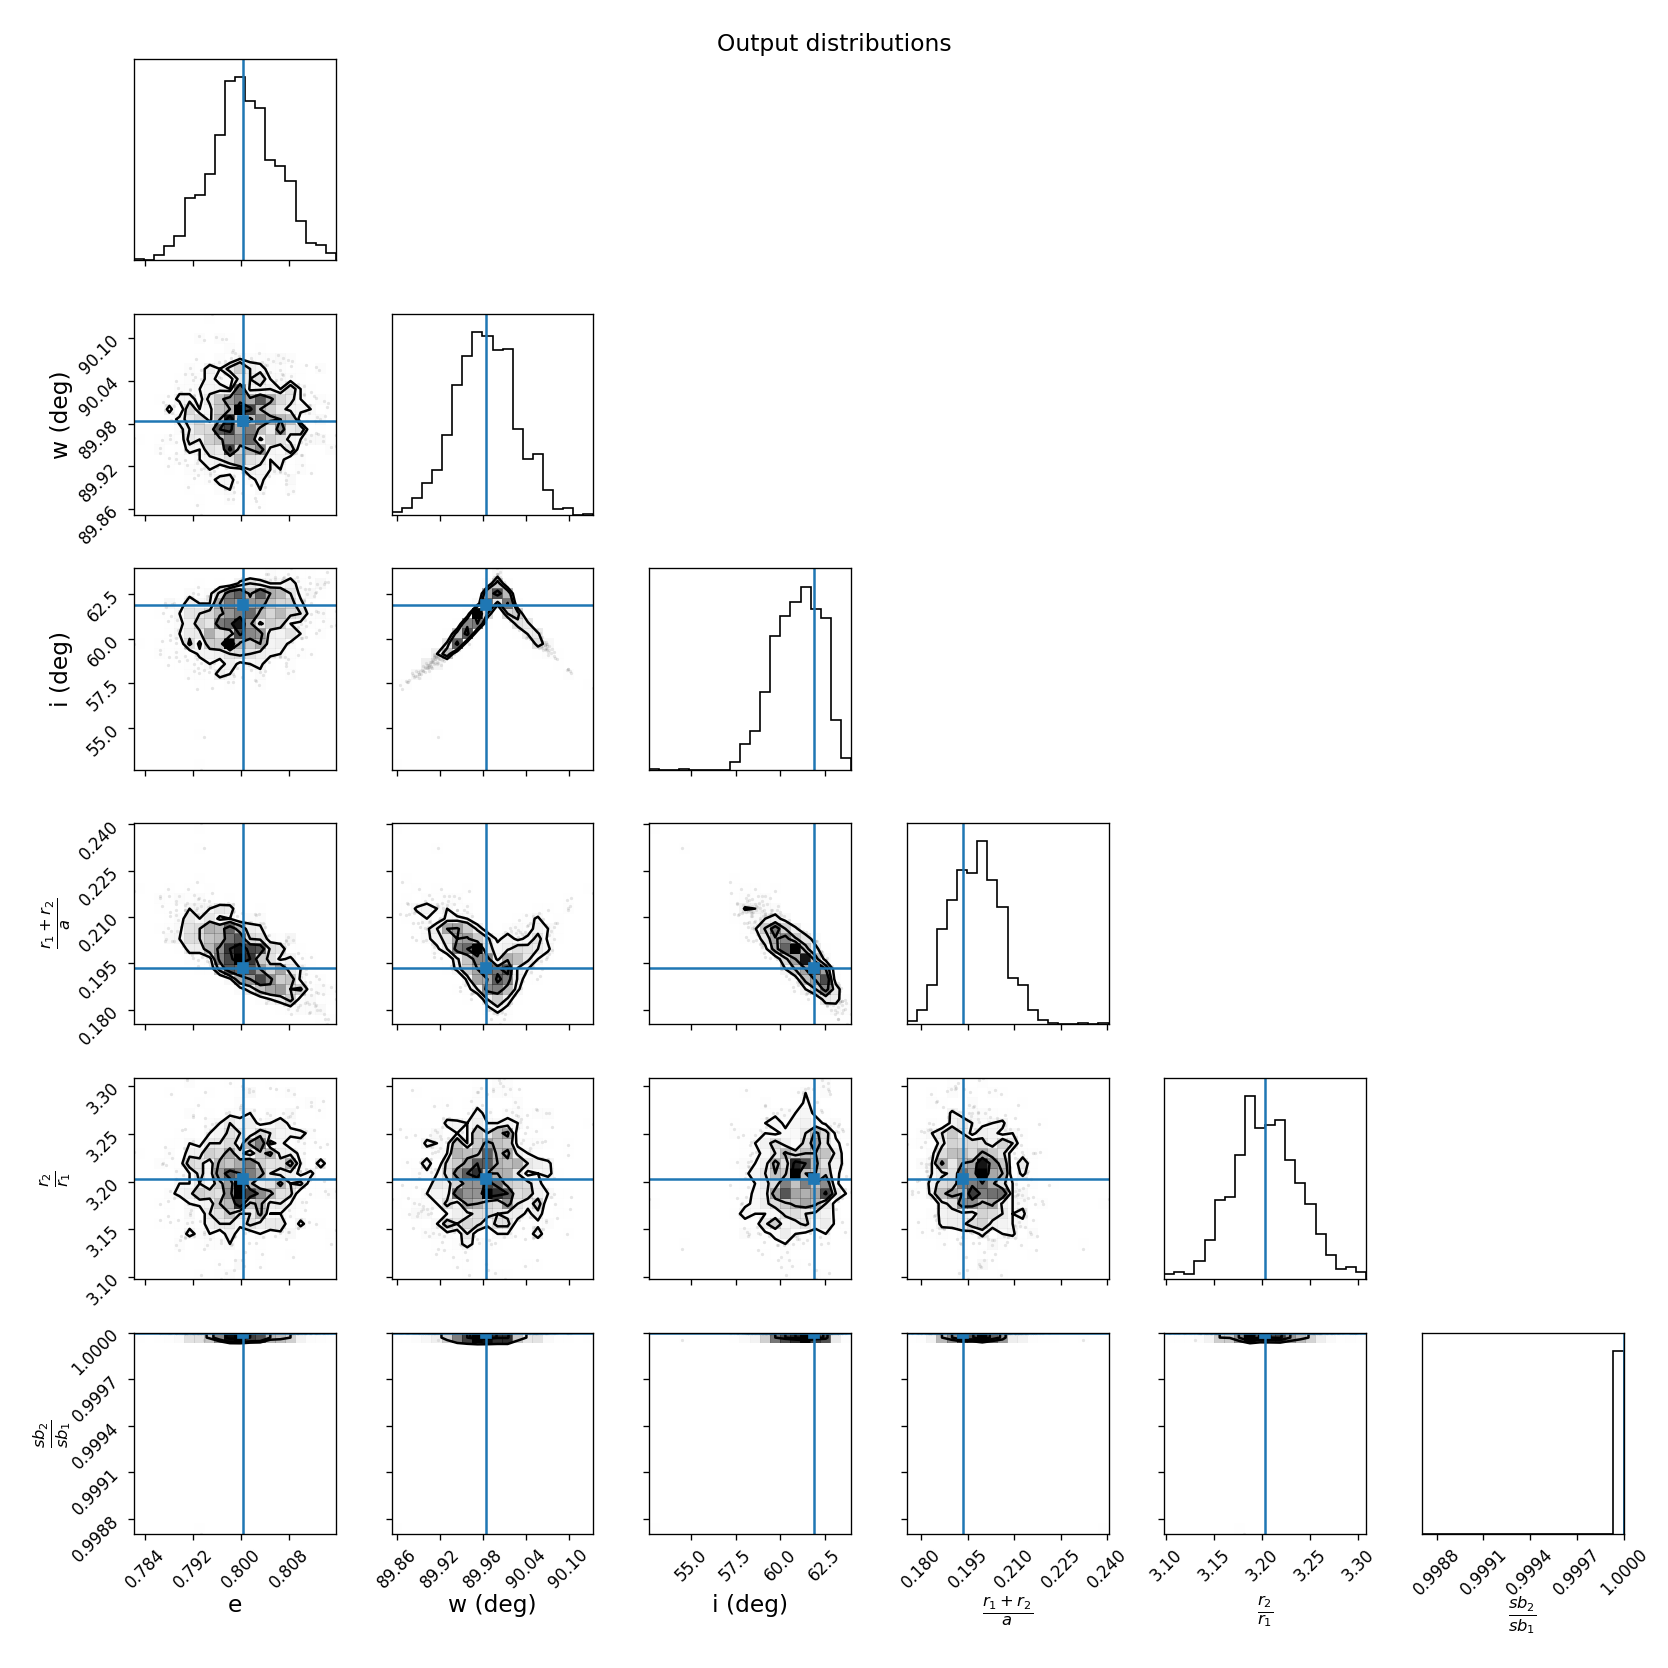 Output distributions
w (deg)
90.10
90.04
89.98
89.92
89.86
i (deg)
62.5
60.0
57.5
55.0
r₁ + r₂
a
0.240
0.225
0.210
0.195
0.180
r₂
r₁
3.30
3.25
3.20
3.15
3.10
sb₂
sb₁
1.0000
0.9997
0.9994
0.9991
0.9988
0.784 0.792 0.800 0.808
e
89.86 89.92 89.98 90.04 90.10
w (deg)
55.0 57.5 60.0 62.5
i (deg)
0.180 0.195 0.210 0.225 0.240
r₁ + r₂
a
3.10 3.15 3.20 3.25 3.30
r₂
r₁
0.9988 0.9991 0.9994 0.9997 1.0000
sb₂
sb₁